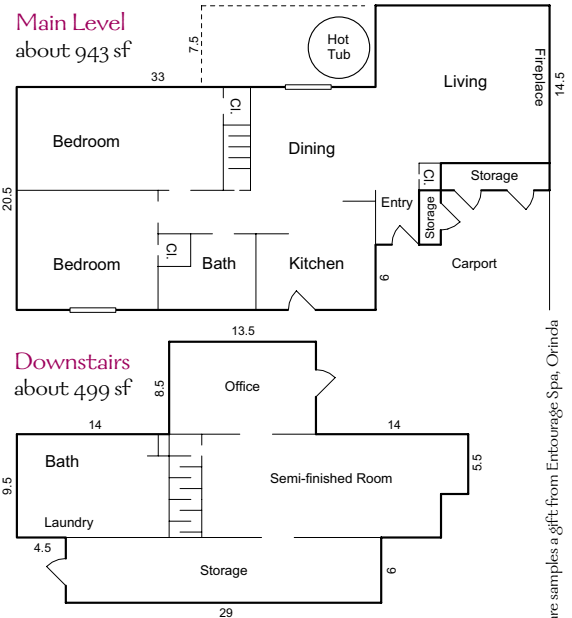 Main Level
about 943 sf
7.5
Hot
Tub
Fireplace
14.5
Living
33
Cl.
Bedroom
Dining
Storage
Cl.
20.5
Entry
Storage
Cl.
Bedroom
Bath
Kitchen
Carport
6
Downstairs
about 499 sf
13.5
8.5
Office
14
14
Bath
5.5
9.5
Semi-finished Room
Laundry
4.5
Storage
6
29
samples a gift from Entourage Spa, Orinda